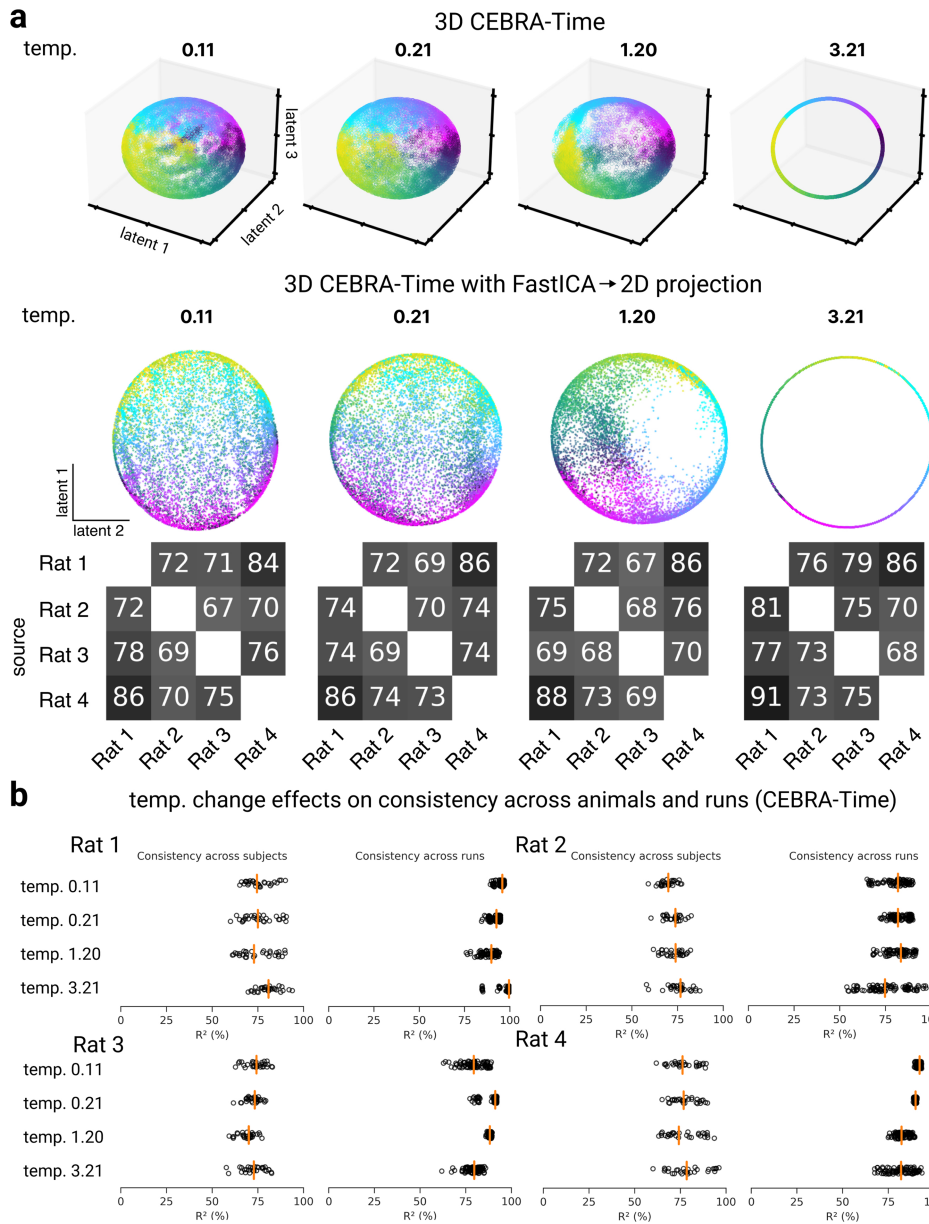 a
3D CEBRA-Time
temp. 0.11 0.21 1.20 3.21
latent 3
latent 2
latent 1
3D CEBRA-Time with FastICA→2D projection
temp. 0.11 0.21 1.20 3.21
latent 1
latent 2
source
Rat 1 72 71 84 72 69 86 72 67 86 76 79 86
Rat 2 72 67 70 74 70 74 75 68 76 81 75 70
Rat 3 78 69 76 74 69 74 69 68 70 77 73 68
Rat 4 86 70 75 86 74 73 88 73 69 91 73 75
Rat 1 Rat 2 Rat 3 Rat 4 Rat 1 Rat 2 Rat 3 Rat 4 Rat 1 Rat 2 Rat 3 Rat 4 Rat 1 Rat 2 Rat 3 Rat 4
b
temp. change effects on consistency across animals and runs (CEBRA-Time)
Rat 1 Rat 2
Consistency across subjects Consistency across runs Consistency across subjects Consistency across runs
temp. 0.11
temp. 0.21
temp. 1.20
temp. 3.21
0 25 50 75 100 0 25 50 75 100 0 25 50 75 100 0 25 50 75 100
R² (%) R² (%) R² (%) R² (%)
Rat 3 Rat 4
temp. 0.11
temp. 0.21
temp. 1.20
temp. 3.21
0 25 50 75 100 0 25 50 75 100 0 25 50 75 100 0 25 50 75 100
R² (%) R² (%) R² (%) R² (%)